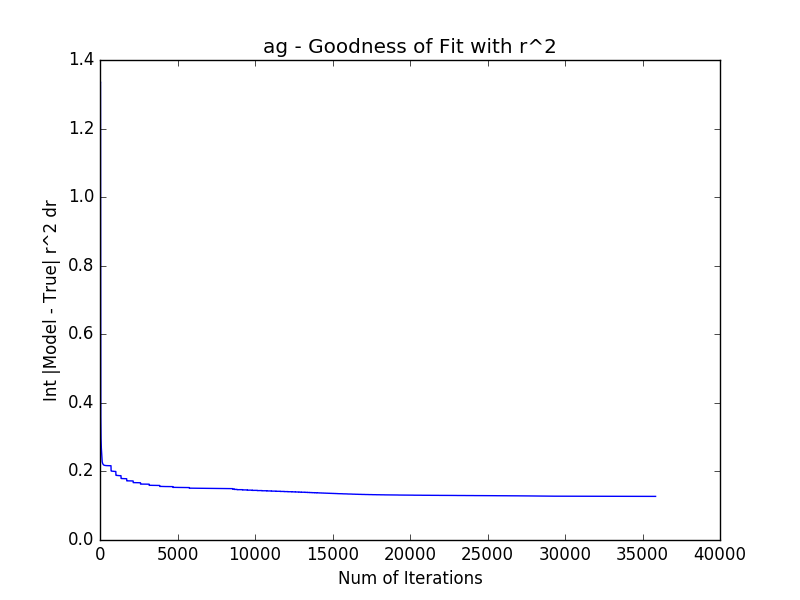 ag - Goodness of Fit with r^2
1.4
1.2
1.0
0.8
0.6
0.4
0.2
0.0
Int |Model - True| r^2 dr
0 5000 10000 15000 20000 25000 30000 35000 40000
Num of Iterations